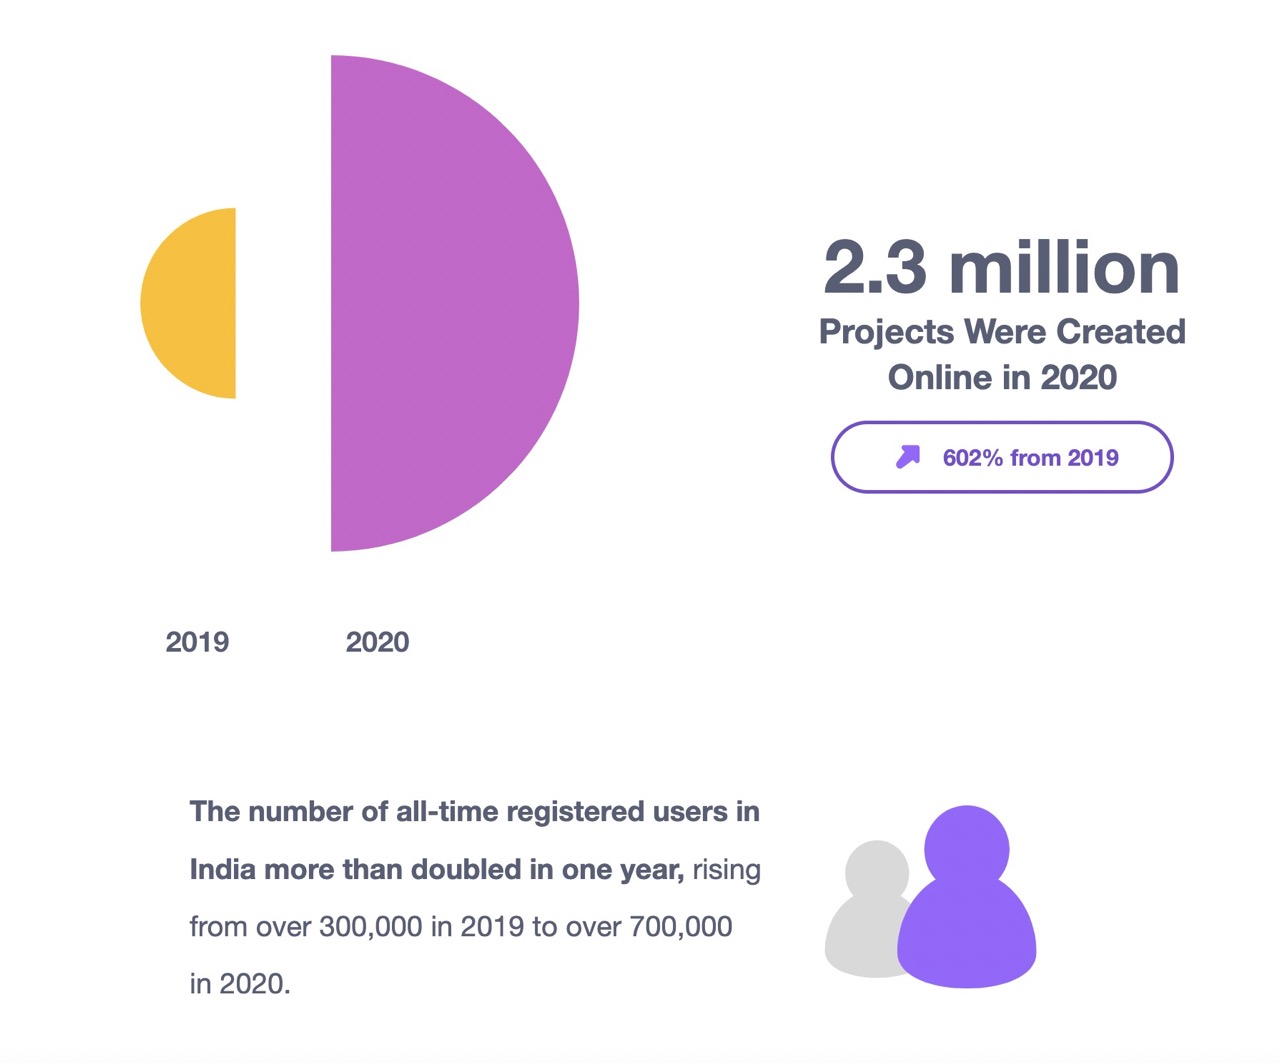 2.3 million
Projects Were Created
Online in 2020
602% from 2019
2019
2020
The number of all-time registered users in
India more than doubled in one year, rising
from over 300,000 in 2019 to over 700,000
in 2020.